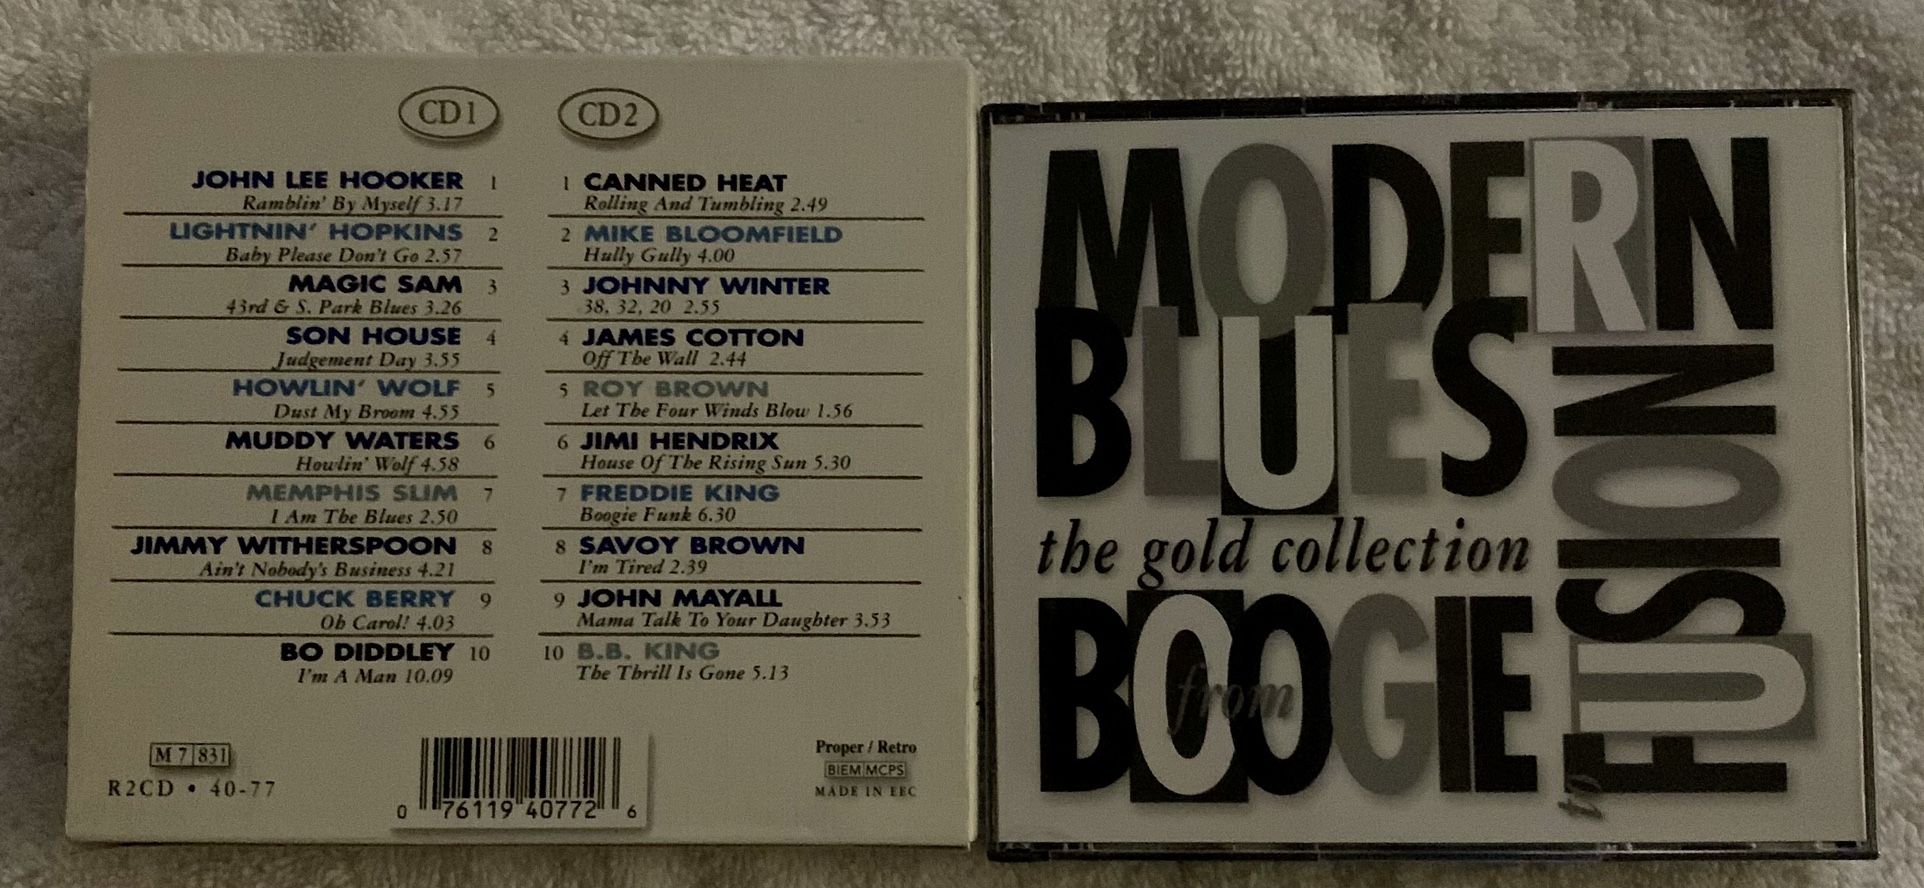 CD1
JOHN LEE HOOKER 1
Ramblin' By Myself 3.17
LIGHTNIN' HOPKINS 2
Baby Please Don't Go 2.57
MAGIC SAM 3
43rd & S. Park Blues 3.26
SON HOUSE 4
Judgement Day 3.55
HOWLIN' WOLF 5
Dust My Broom 4.55
MUDDY WATERS 6
Howlin' Wolf 4.58
MEMPHIS SLIM 7
I Am The Blues 2.50
JIMMY WITHERSPOON 8
Ain't Nobody's Business 4.21
CHUCK BERRY 9
Oh Carol! 4.03
BO DIDDLEY 10
I'm A Man 10.09
CD2
1 CANNED HEAT
Rolling And Tumbling 2.49
2 MIKE BLOOMFIELD
Hully Gully 4.00
3 JOHNNY WINTER
38, 32, 20 2.55
4 JAMES COTTON
Off The Wall 2.44
5 ROY BROWN
Let The Four Winds Blow 1.56
6 JIMI HENDRIX
House Of The Rising Sun 5.30
7 FREDDIE KING
Boogie Funk 6.30
8 SAVOY BROWN
I'm Tired 2.39
9 JOHN MAYALL
Mama Talk To Your Daughter 3.53
10 B.B. KING
The Thrill Is Gone 5.13
M 7 831
R2CD • 40-77
0 76119 40772 6
Proper / Retro
BIEM MCPS
MADE IN EEC
MODERN
BLUES
the gold collection
from
BOOGIE
to
FUSION